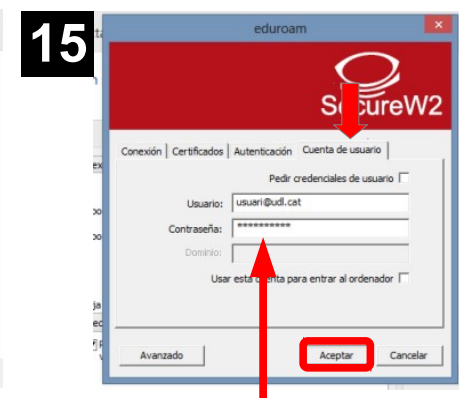 15
eduroam
SecureW2
Conexión Certificados Autenticación Cuenta de usuario
Pedir credenciales de usuario
Usuario: usuari@udl.cat
Contraseña: **********
Dominio:
Usar esta cuenta para entrar al ordenador
Avanzado Aceptar Cancelar